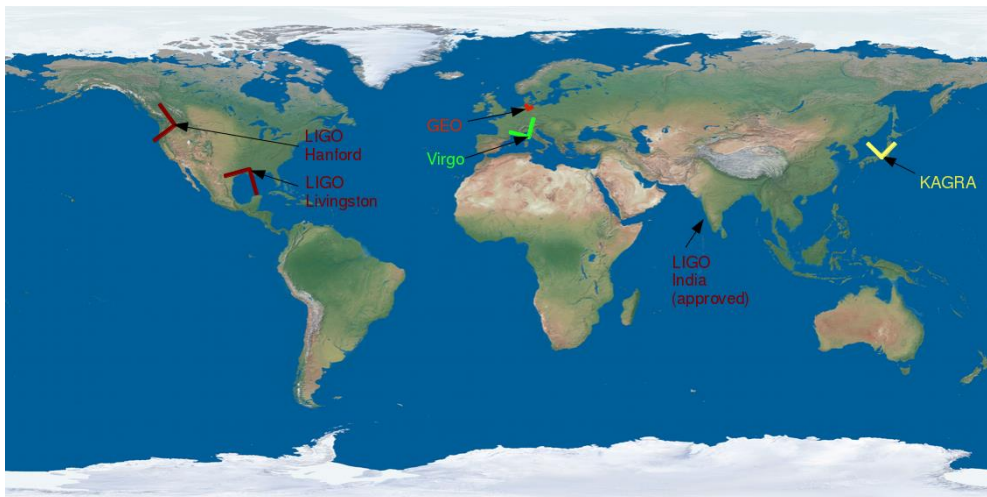 LIGO
Hanford
LIGO
Livingston
GEO
Virgo
LIGO
India
(approved)
KAGRA